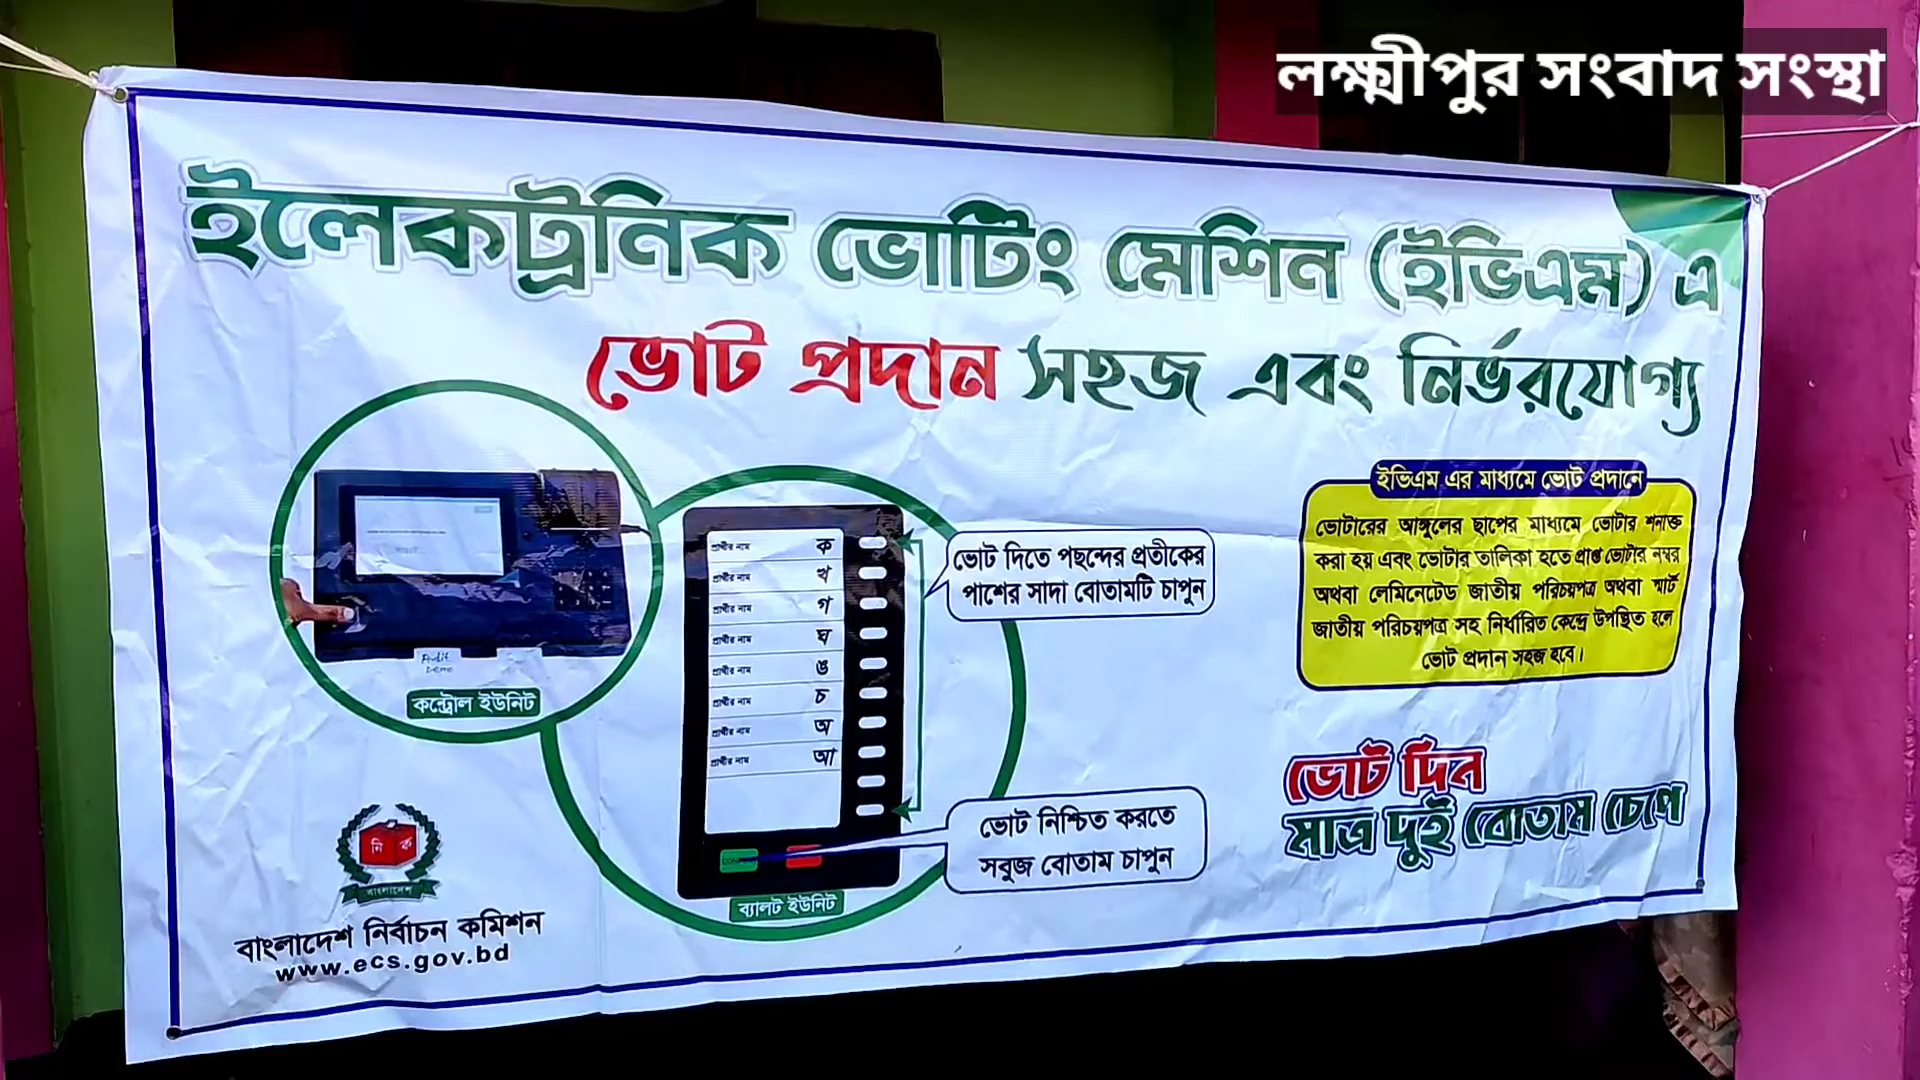 লক্ষ্মীপুর সংবাদ সংস্থা
ইলেকট্রনিক ভোটিং মেশিন (ইভিএম) এ
ভোট প্রদান সহজ এবং নির্ভরযোগ্য
কন্ট্রোল ইউনিট
প্রার্থীর নাম ক
প্রার্থীর নাম খ
প্রার্থীর নাম গ
প্রার্থীর নাম ঘ
প্রার্থীর নাম ঙ
প্রার্থীর নাম চ
প্রার্থীর নাম অ
প্রার্থীর নাম আ
ব্যালট ইউনিট
ভোট দিতে পছন্দের প্রতীকের
পাশের সাদা বোতামটি চাপুন
ভোট নিশ্চিত করতে
সবুজ বোতাম চাপুন
ইভিএম এর মাধ্যমে ভোট প্রদানে
ভোটারের আঙ্গুলের ছাপের মাধ্যমে ভোটার শনাক্ত
করা হয় এবং ভোটার তালিকা হতে প্রাপ্ত ভোটার নম্বর
অথবা লেমিনেটেড জাতীয় পরিচয়পত্র অথবা স্মার্ট
জাতীয় পরিচয়পত্র সহ নির্ধারিত কেন্দ্রে উপস্থিত হলে
ভোট প্রদান সহজ হবে।
ভোট দিন
মাত্র দুই বোতাম চেপে
নি ক
বাংলাদেশ
বাংলাদেশ নির্বাচন কমিশন
www.ecs.gov.bd